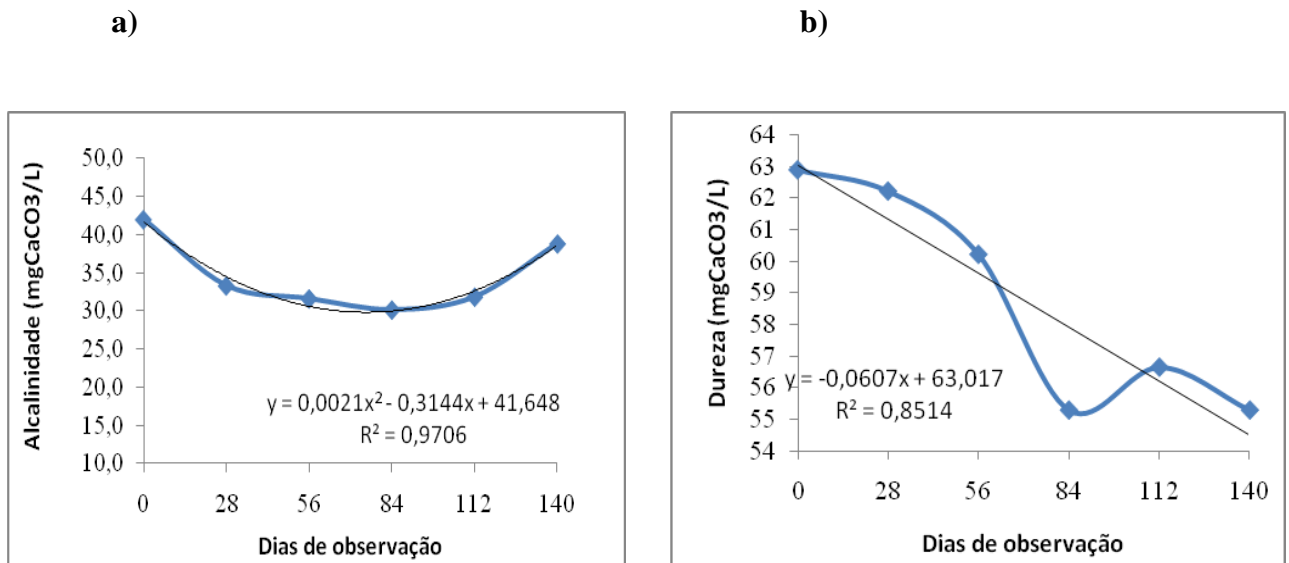 a)
b)
Alcalinidade (mgCaCO3/L)
50,0
45,0
40,0
35,0
30,0
25,0
20,0
15,0
10,0
y = 0,0021x² - 0,3144x + 41,648
R² = 0,9706
0 28 56 84 112 140
Dias de observação
Dureza (mgCaCO3/L)
64
63
62
61
60
59
58
57
56
55
54
y = -0,0607x + 63,017
R² = 0,8514
0 28 56 84 112 140
Dias de observação